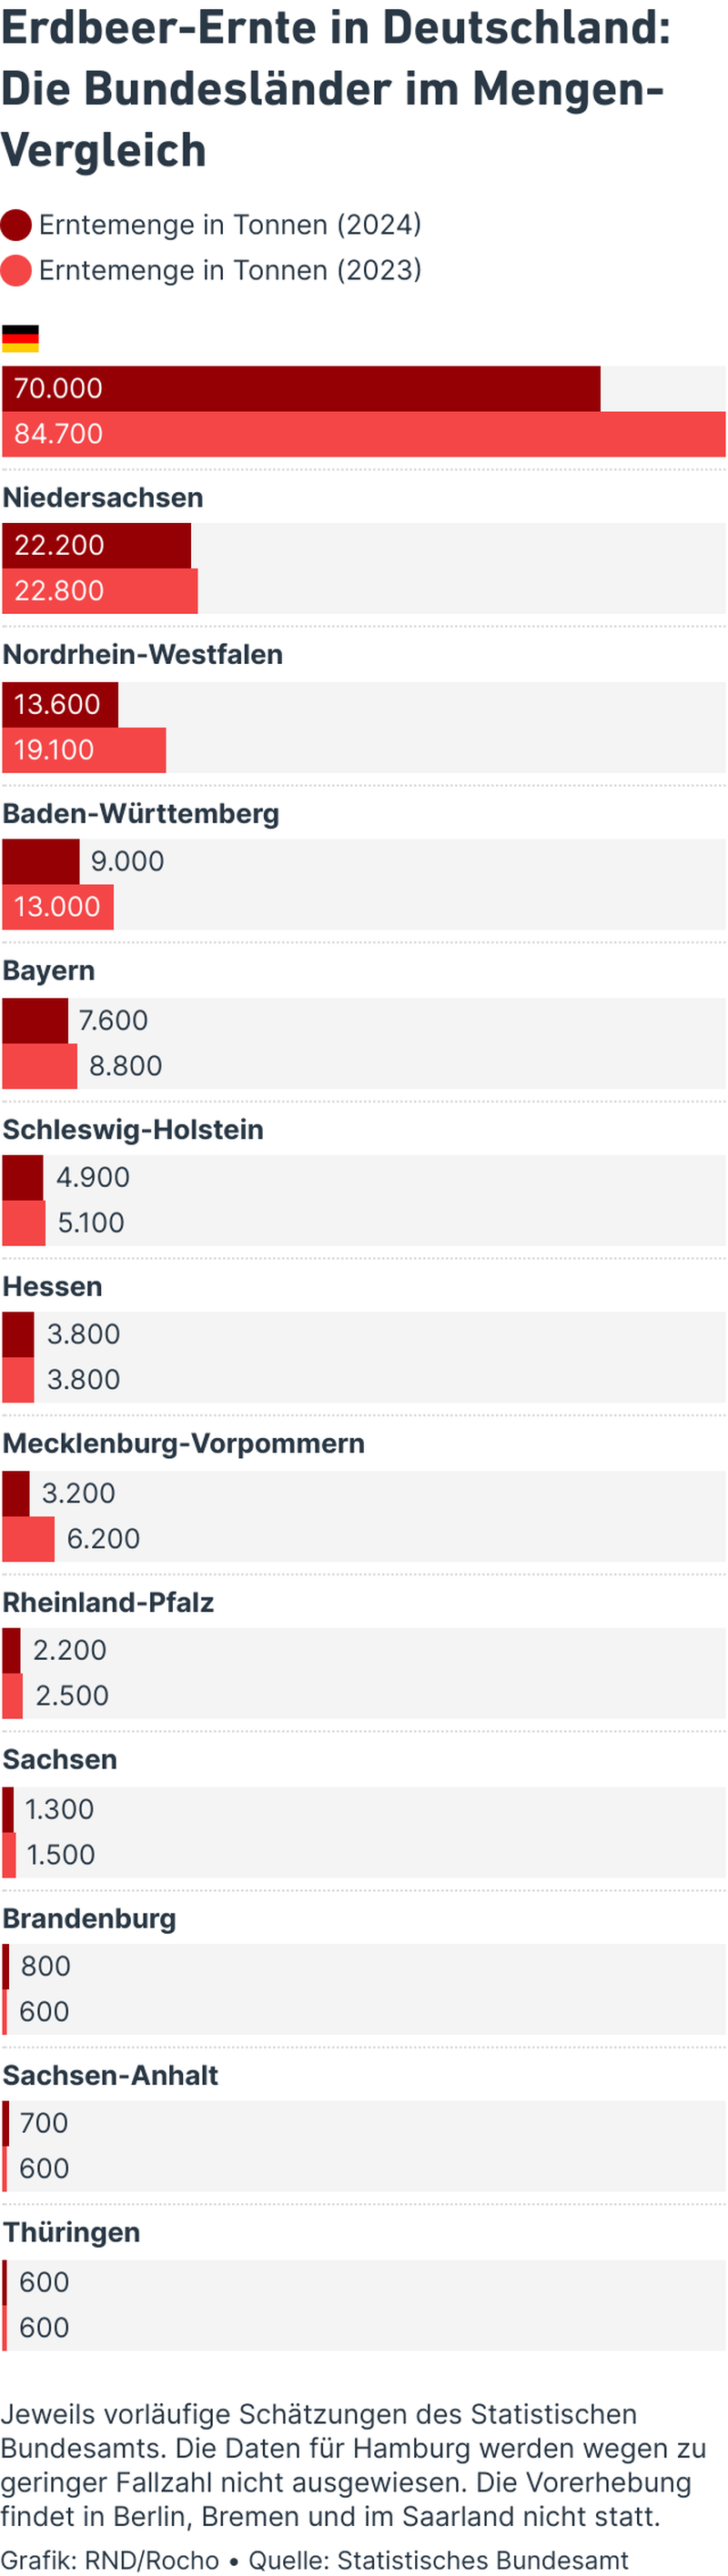 Erdbeer-Ernte in Deutschland:
Die Bundesländer im Mengen-
Vergleich
Erntemenge in Tonnen (2024)
Erntemenge in Tonnen (2023)
70.000
84.700
Niedersachsen
22.200
22.800
Nordrhein-Westfalen
13.600
19.100
Baden-Württemberg
9.000
13.000
Bayern
7.600
8.800
Schleswig-Holstein
4.900
5.100
Hessen
3.800
3.800
Mecklenburg-Vorpommern
3.200
6.200
Rheinland-Pfalz
2.200
2.500
Sachsen
1.300
1.500
Brandenburg
800
600
Sachsen-Anhalt
700
600
Thüringen
600
600
Jeweils vorläufige Schätzungen des Statistischen
Bundesamts. Die Daten für Hamburg werden wegen zu
geringer Fallzahl nicht ausgewiesen. Die Vorerhebung
findet in Berlin, Bremen und im Saarland nicht statt.
Grafik: RND/Rocho • Quelle: Statistisches Bundesamt